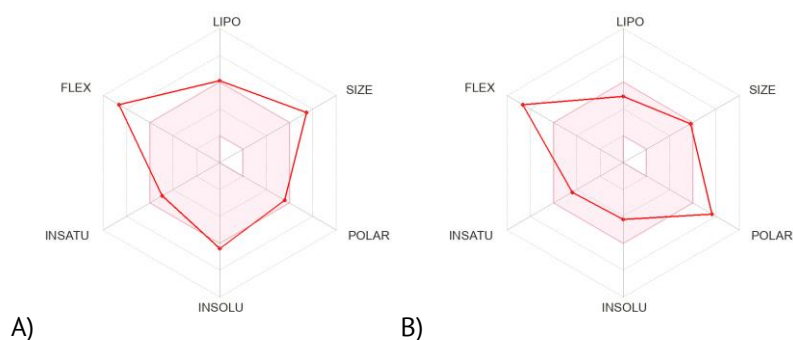 LIPO
FLEX
SIZE
INSATU
POLAR
INSOLU
A)
LIPO
FLEX
SIZE
INSATU
POLAR
INSOLU
B)